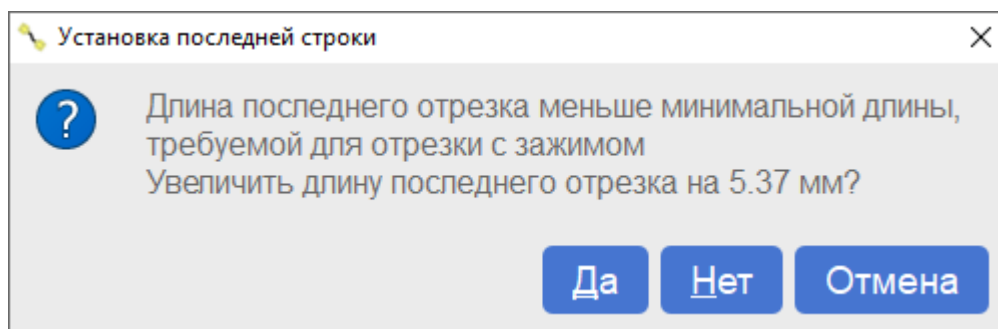 Установка последней строки
Длина последнего отрезка меньше минимальной длины,
требуемой для отрезки с зажимом
Увеличить длину последнего отрезка на 5.37 мм?
Да Нет Отмена